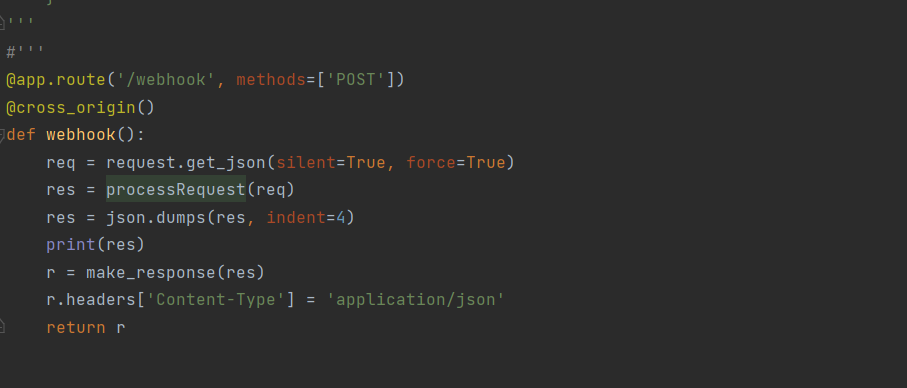 '''
#'''
@app.route('/webhook', methods=['POST'])
@cross_origin()
def webhook():
    req = request.get_json(silent=True, force=True)
    res = processRequest(req)
    res = json.dumps(res, indent=4)
    print(res)
    r = make_response(res)
    r.headers['Content-Type'] = 'application/json'
    return r